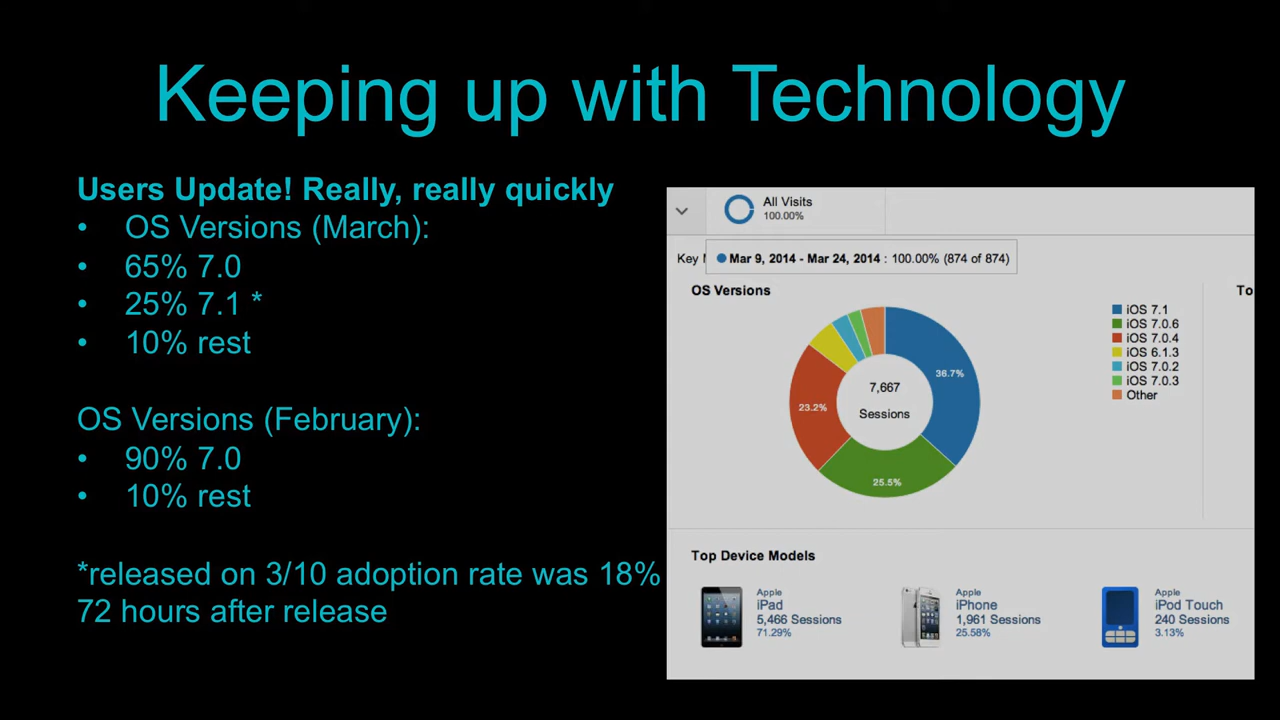 Keeping up with Technology
Users Update! Really, really quickly
• OS Versions (March):
• 65% 7.0
• 25% 7.1 *
• 10% rest
OS Versions (February):
• 90% 7.0
• 10% rest
*released on 3/10 adoption rate was 18%
72 hours after release
All Visits
100.00%
Key
Mar 9, 2014 - Mar 24, 2014 : 100.00% (874 of 874)
OS Versions
To
36.7%
25.5%
23.2%
7,667
Sessions
iOS 7.1
iOS 7.0.6
iOS 7.0.4
iOS 6.1.3
iOS 7.0.2
iOS 7.0.3
Other
Top Device Models
Apple
iPad
5,466 Sessions
71.29%
Apple
iPhone
1,961 Sessions
25.58%
Apple
iPod Touch
240 Sessions
3.13%